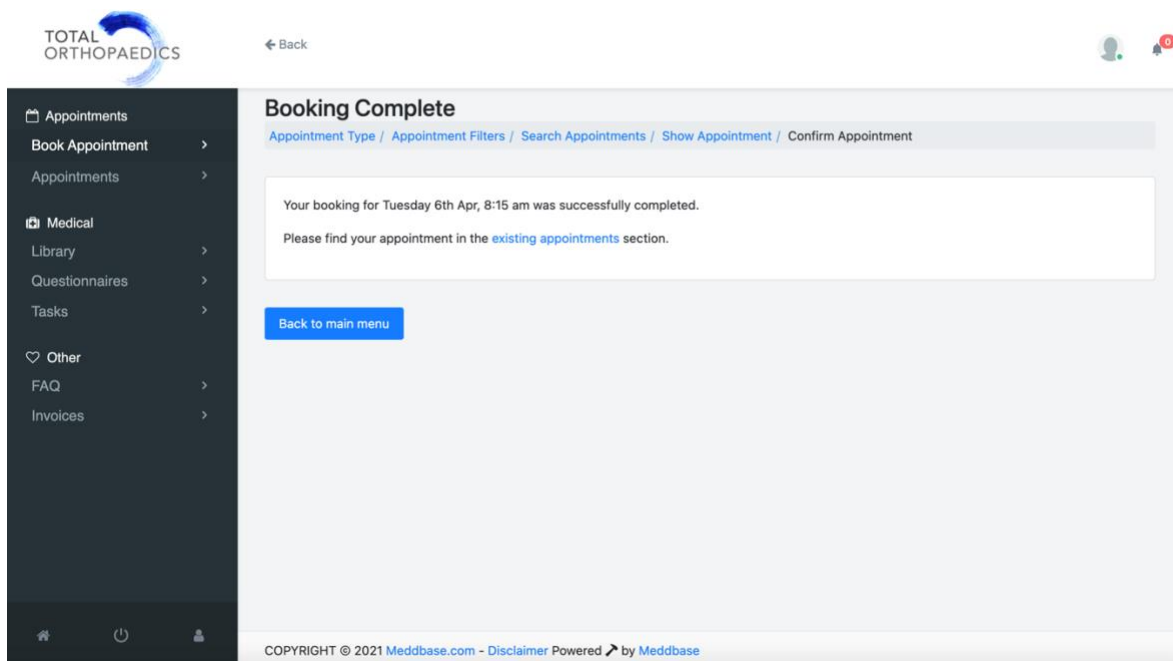 TOTAL
ORTHOPAEDICS
Back
0
Appointments
Book Appointment
Appointments
Medical
Library
Questionnaires
Tasks
Other
FAQ
Invoices
Booking Complete
Appointment Type / Appointment Filters / Search Appointments / Show Appointment / Confirm Appointment
Your booking for Tuesday 6th Apr, 8:15 am was successfully completed.
Please find your appointment in the existing appointments section.
Back to main menu
COPYRIGHT © 2021 Meddbase.com - Disclaimer Powered by Meddbase